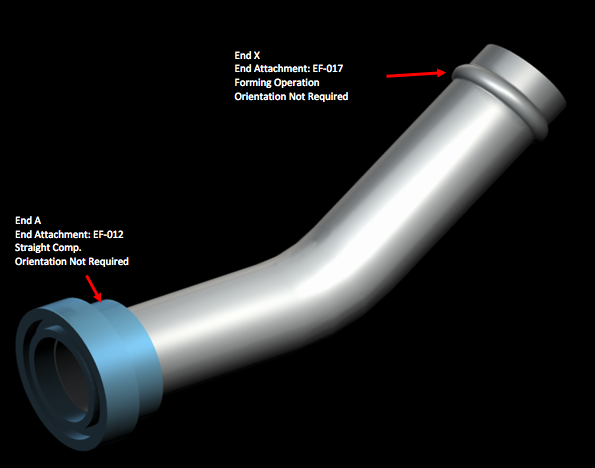 End X
End Attachment: EF-017
Forming Operation
Orientation Not Required
End A
End Attachment: EF-012
Straight Comp.
Orientation Not Required